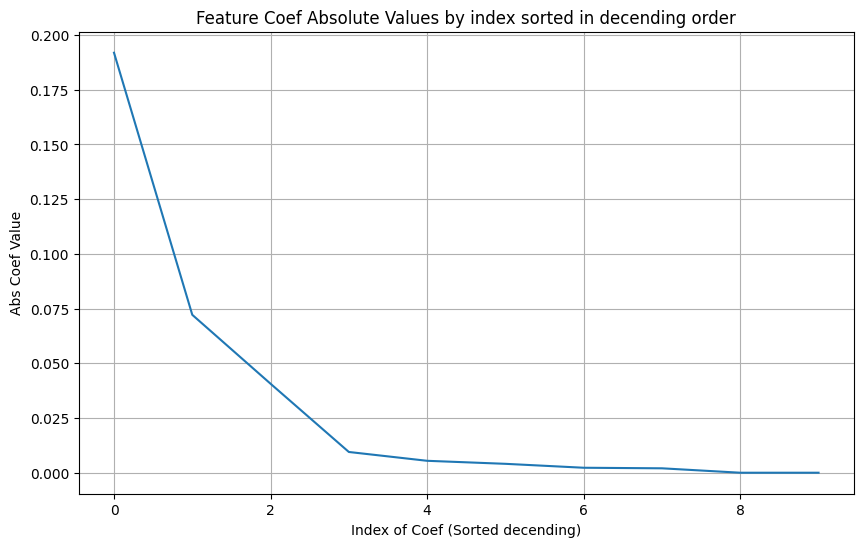 Feature Coef Absolute Values by index sorted in decending order
0.200
0.175
0.150
0.125
0.100
0.075
0.050
0.025
0.000
Abs Coef Value
0 2 4 6 8
Index of Coef (Sorted decending)